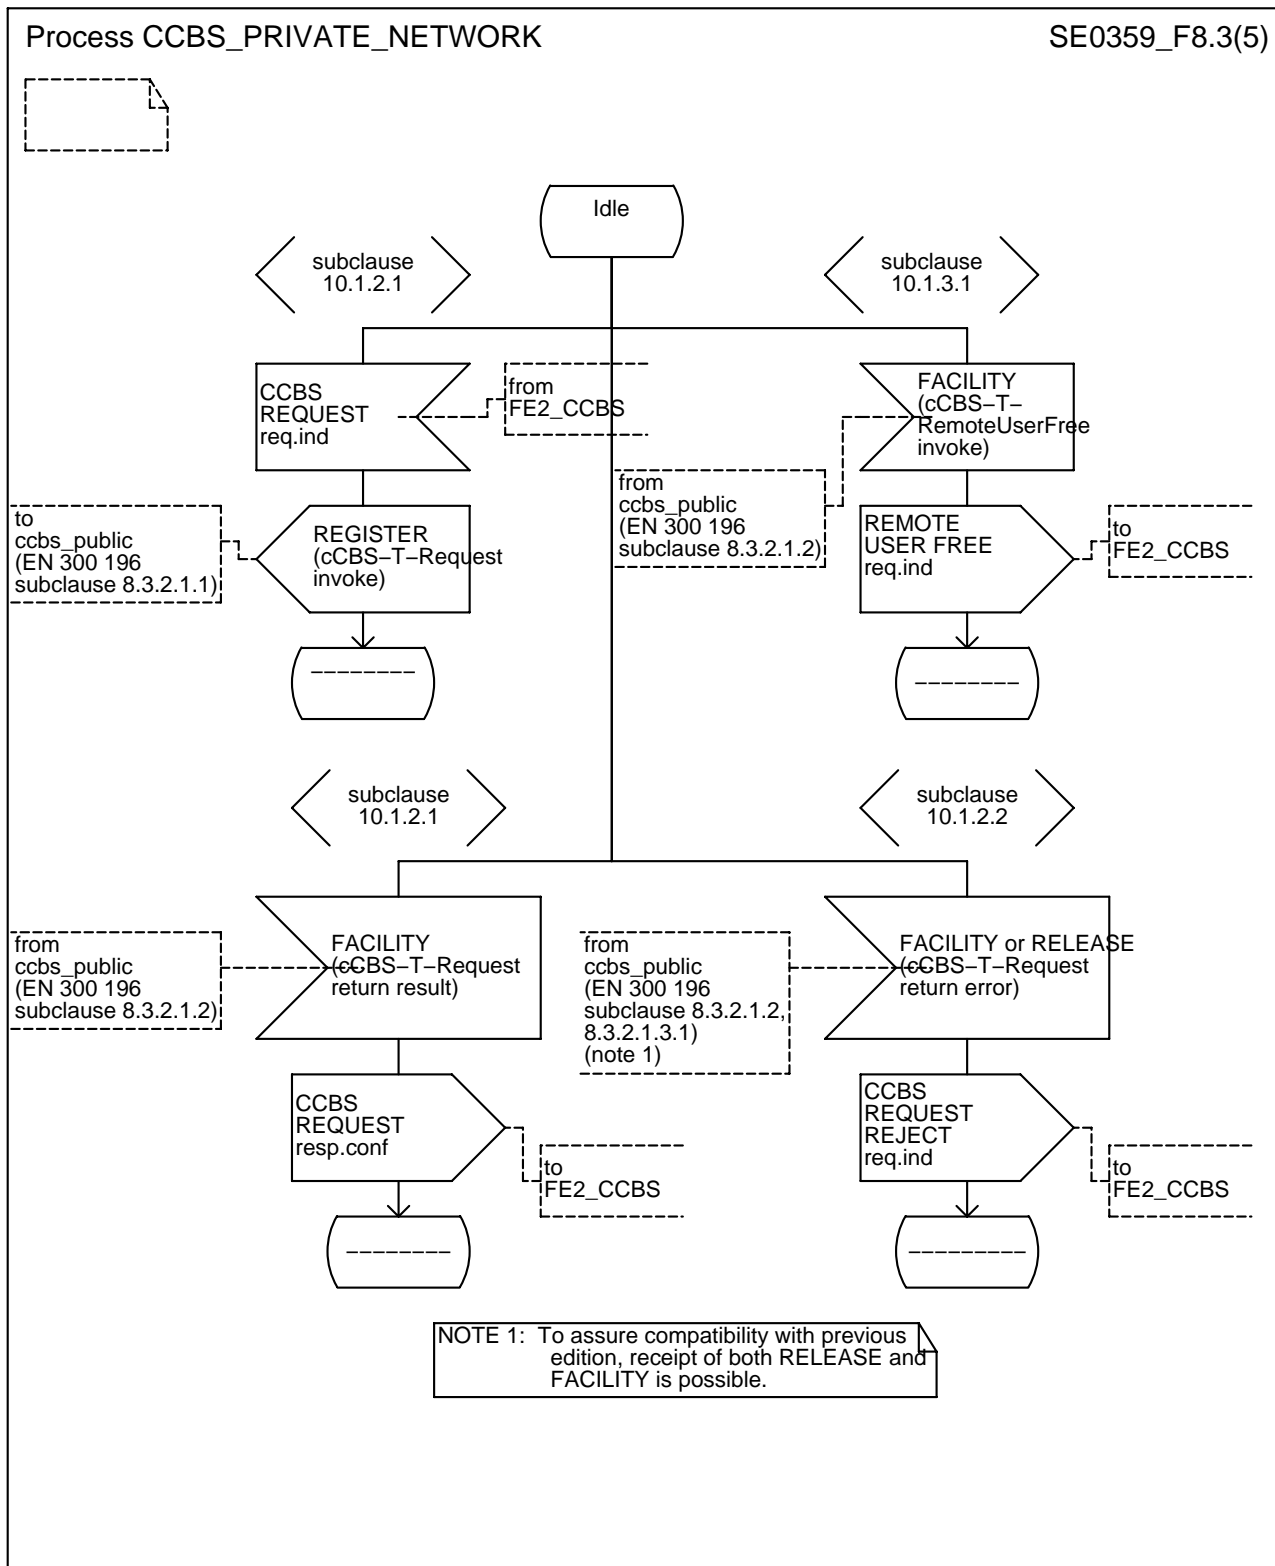 Process CCBS_PRIVATE_NETWORK
SE0359_F8.3(5)
Idle
subclause
10.1.2.1
subclause
10.1.3.1
CCBS
REQUEST
req.ind
from
FE2_CCBS
FACILITY
(cCBS–T–
RemoteUserFree
invoke)
from
ccbs_public
(EN 300 196
subclause 8.3.2.1.2)
to
ccbs_public
(EN 300 196
subclause 8.3.2.1.1)
REGISTER
(cCBS–T–Request
invoke)
REMOTE
USER FREE
req.ind
to
FE2_CCBS
––––––––
––––––––
subclause
10.1.2.1
subclause
10.1.2.2
from
ccbs_public
(EN 300 196
subclause 8.3.2.1.2)
FACILITY
(cCBS–T–Request
return result)
from
ccbs_public
(EN 300 196
subclause 8.3.2.1.2,
8.3.2.1.3.1)
(note 1)
FACILITY or RELEASE
(cCBS–T–Request
return error)
CCBS
REQUEST
resp.conf
to
FE2_CCBS
CCBS
REQUEST
REJECT
req.ind
to
FE2_CCBS
––––––––
–––––––––
NOTE 1: To assure compatibility with previous
edition, receipt of both RELEASE and
FACILITY is possible.